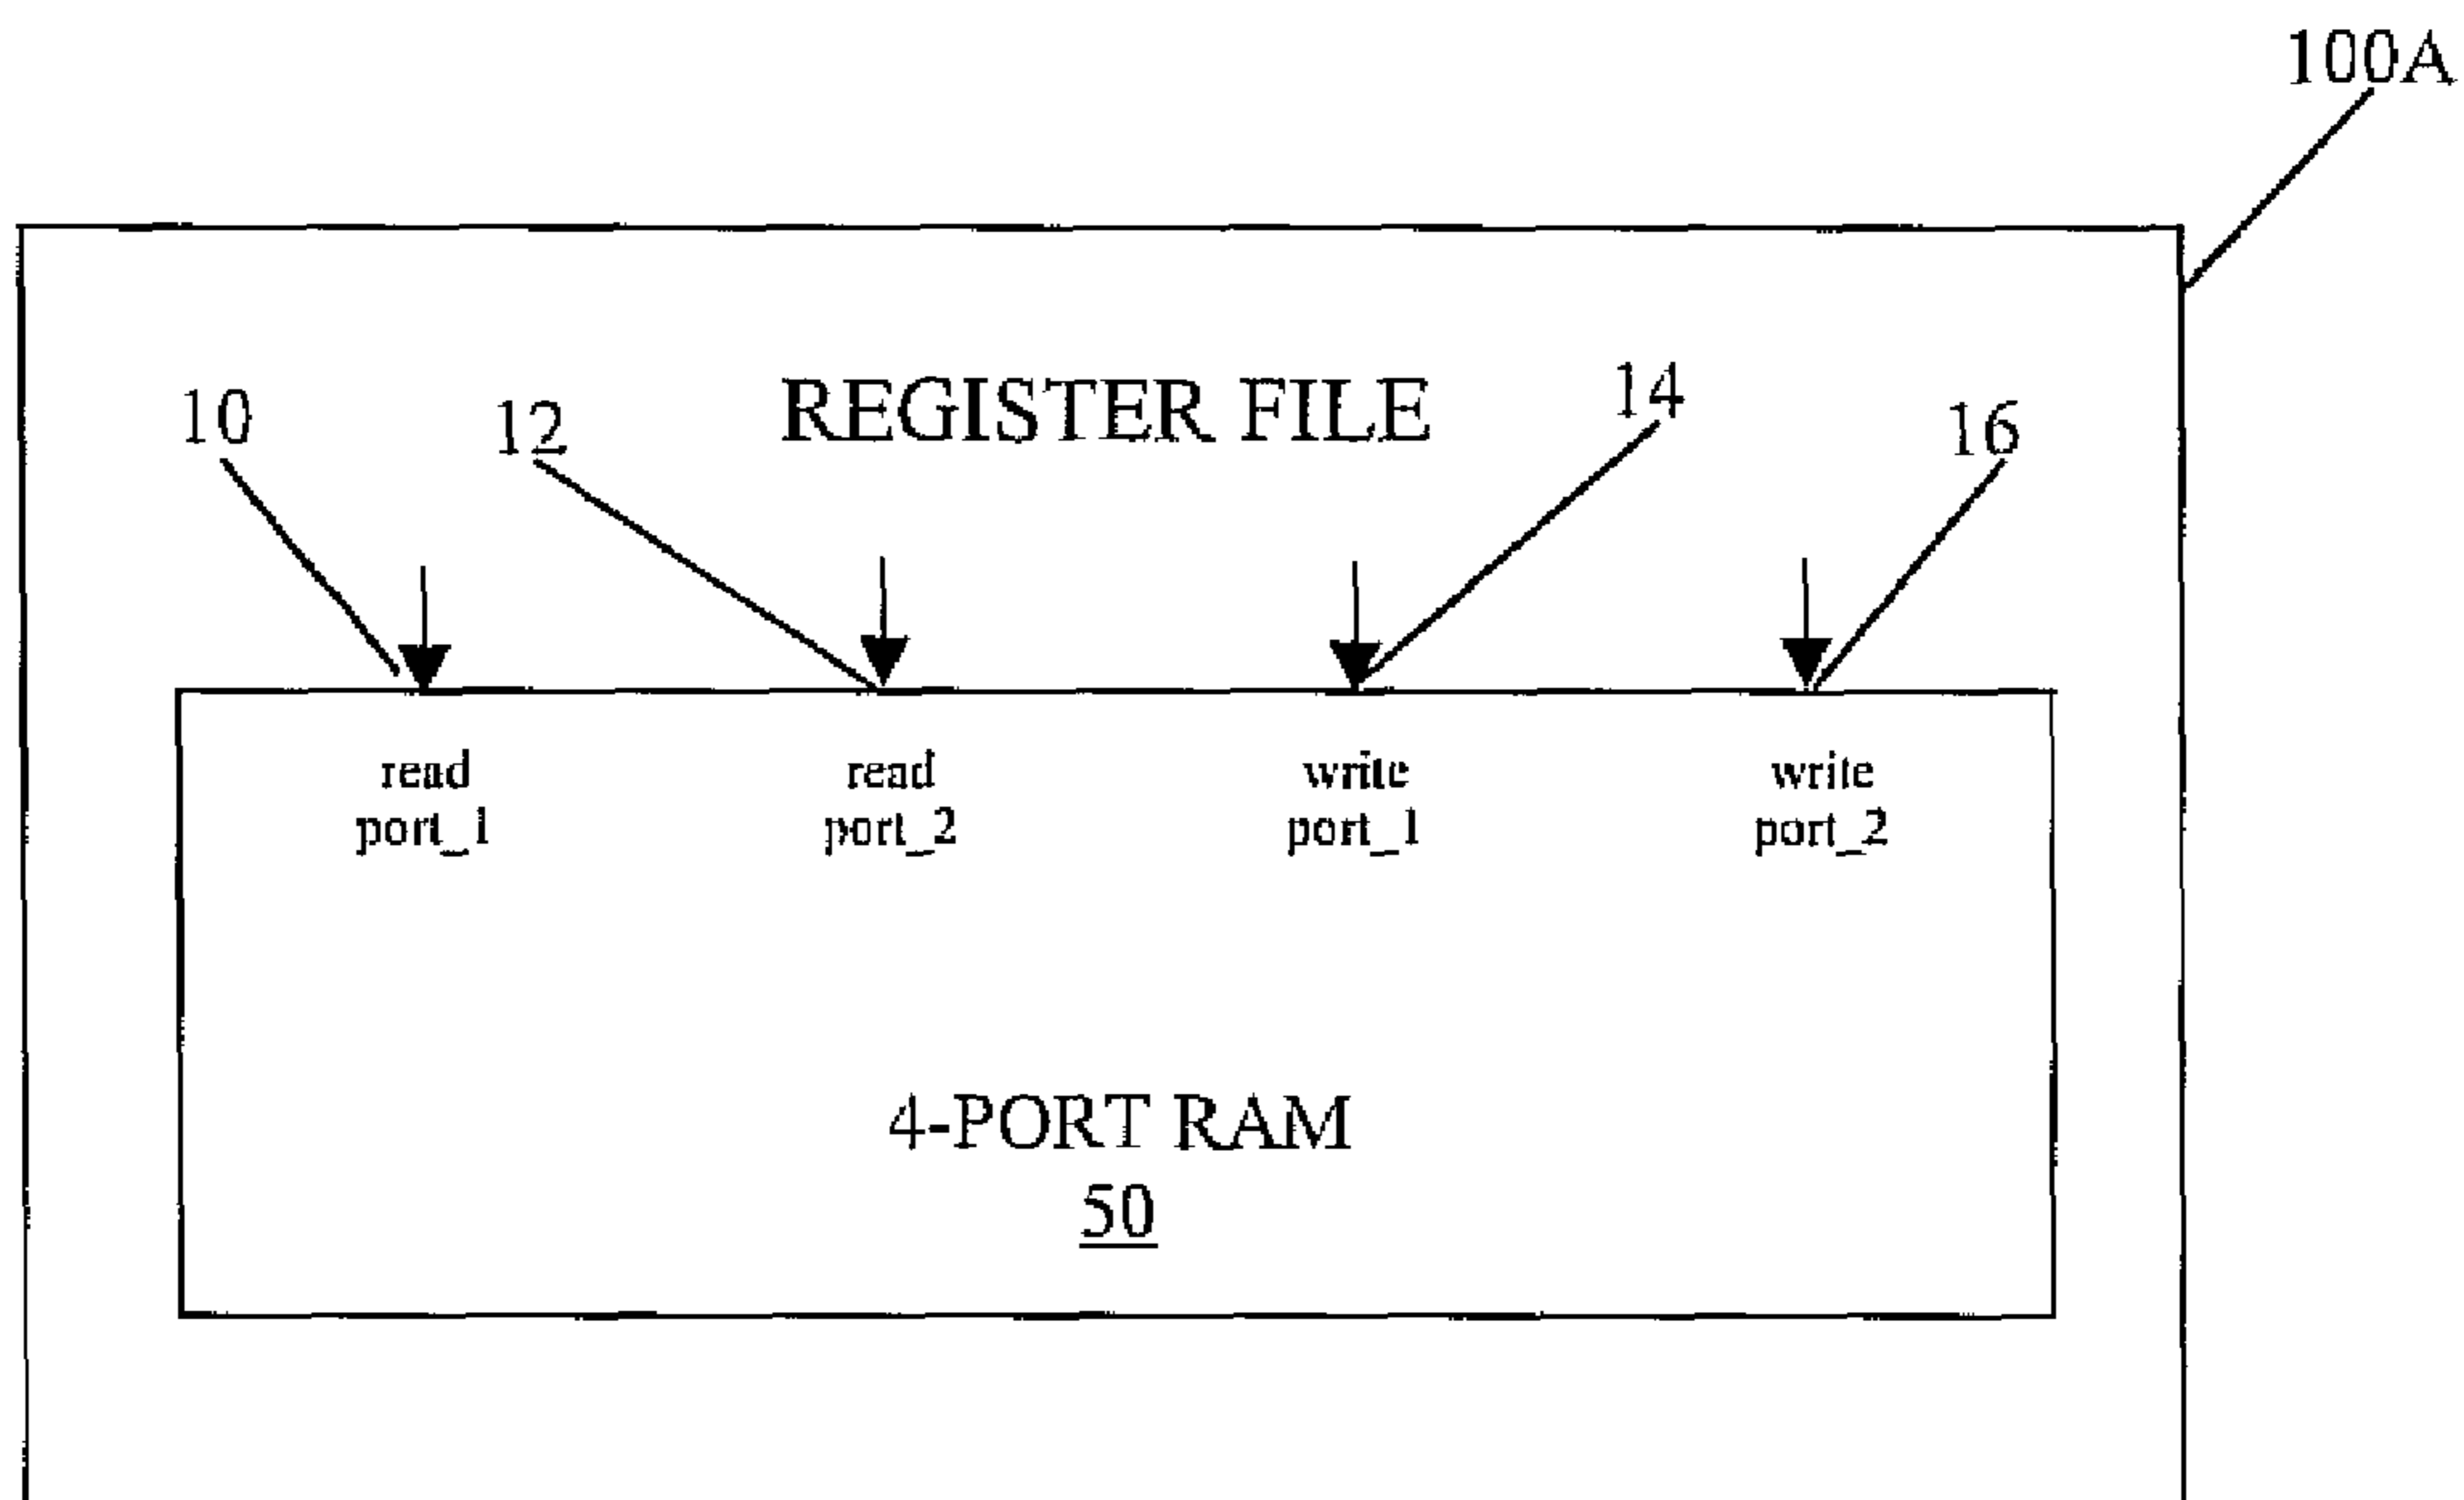 100A
REGISTER FILE
10
12
14
16
read
port_1
read
port_2
write
port_1
write
port_2
4-PORT RAM
50